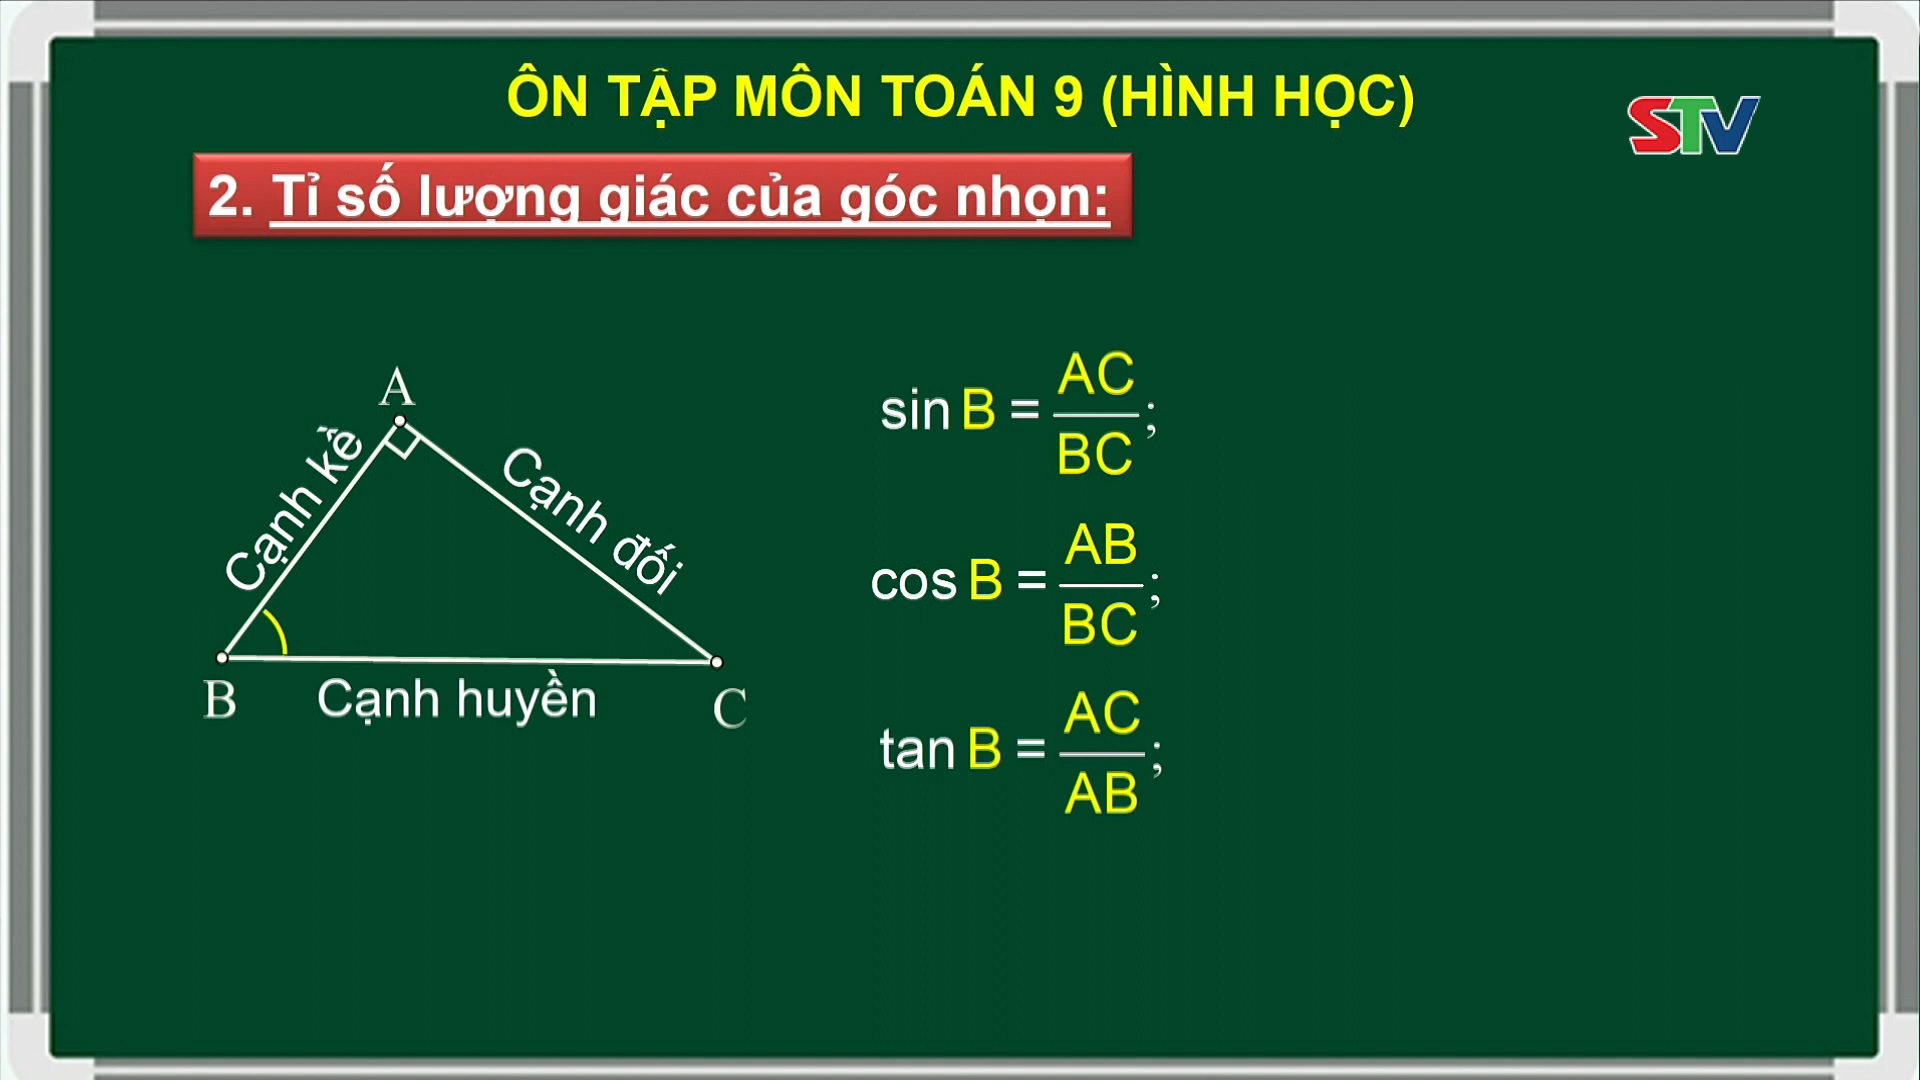 ÔN TẬP MÔN TOÁN 9 (HÌNH HỌC)
STV
2. Tỉ số lượng giác của góc nhọn:
A
Cạnh kề
Cạnh đối
B
Cạnh huyền
C
sin B = AC/BC;
cos B = AB/BC;
tan B = AC/AB;